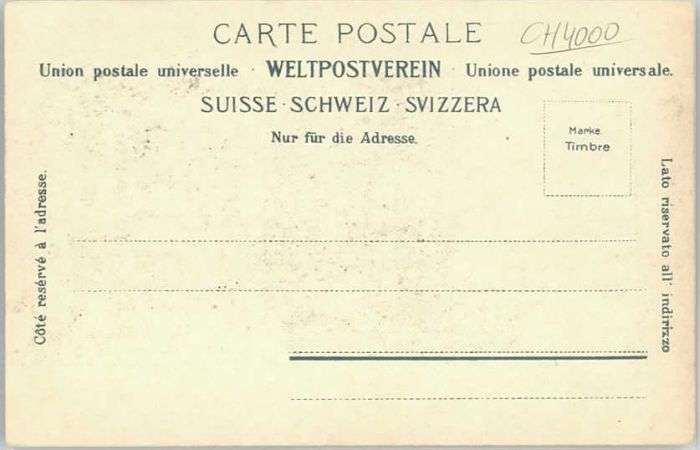 CARTE POSTALE
CH4000
Union postale universelle · WELTPOSTVEREIN · Unione postale universale.
SUISSE · SCHWEIZ · SVIZZERA
Nur für die Adresse.
Marke
Timbre
Côté resérvé à l'adresse.
Lato riservato all' indirizzo